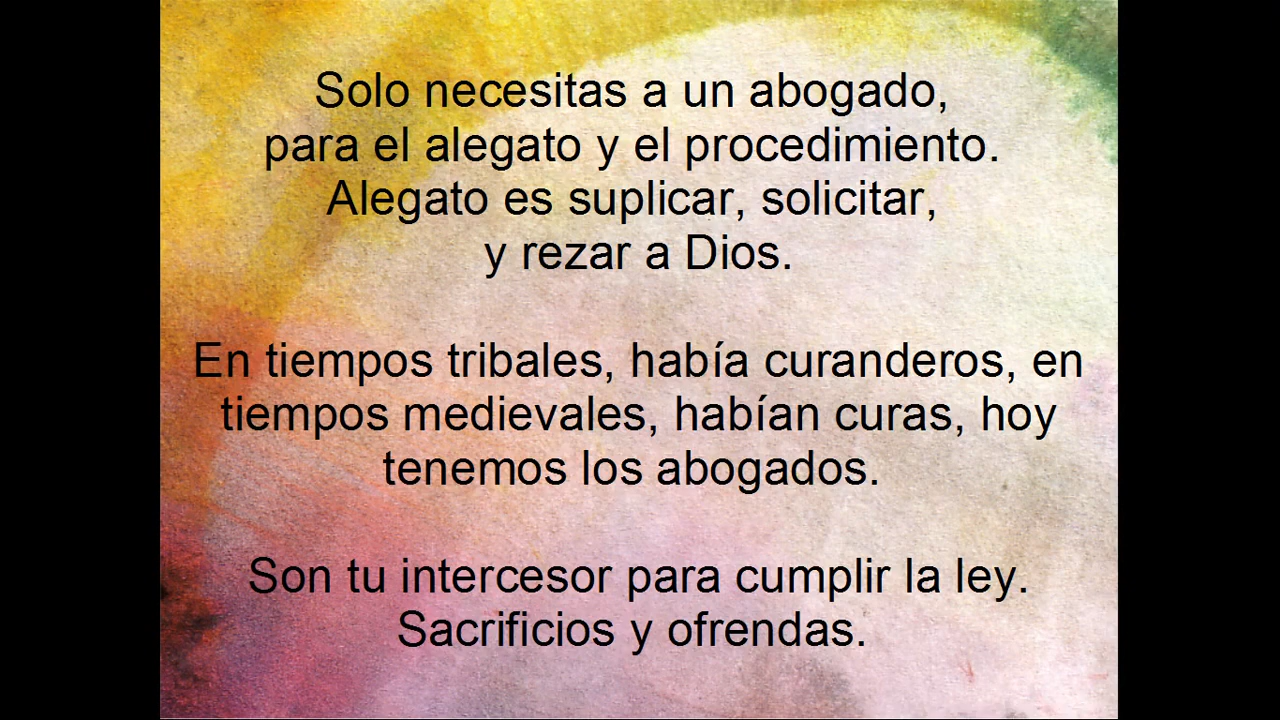 Solo necesitas a un abogado,
para el alegato y el procedimiento.
Alegato es suplicar, solicitar,
y rezar a Dios.
En tiempos tribales, había curanderos, en
tiempos medievales, habían curas, hoy
tenemos los abogados.
Son tu intercesor para cumplir la ley.
Sacrificios y ofrendas.